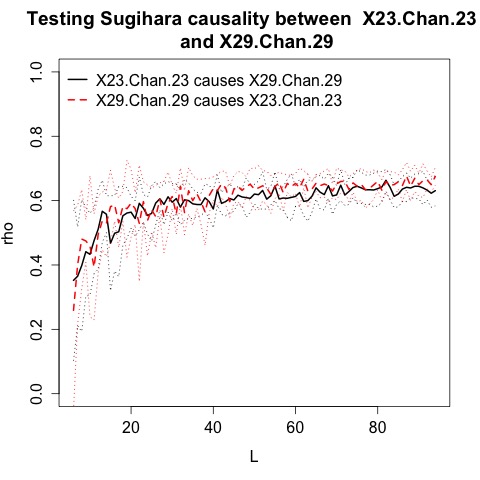 Testing Sugihara causality between X23.Chan.23
and X29.Chan.29
X23.Chan.23 causes X29.Chan.29
X29.Chan.29 causes X23.Chan.23
1.0
0.8
0.6
0.4
0.2
0.0
rho
20 40 60 80
L